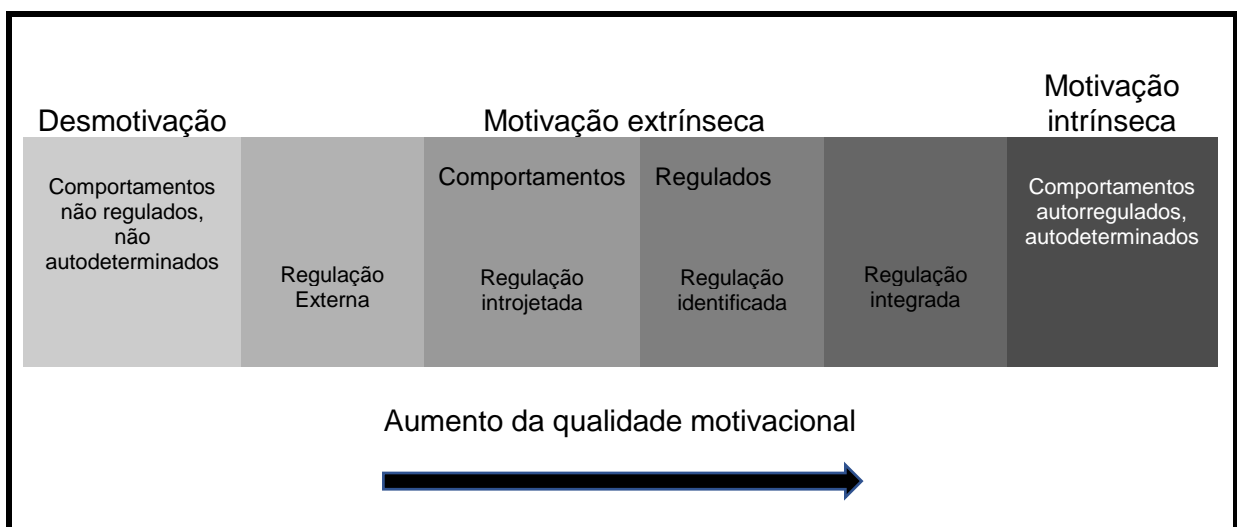 Desmotivação
Motivação extrínseca
Motivação
intrínseca
Comportamentos
não regulados,
não
autodeterminados
Comportamentos Regulados
Regulação
Externa
Regulação
introjetada
Regulação
identificada
Regulação
integrada
Comportamentos
autorregulados,
autodeterminados
Aumento da qualidade motivacional